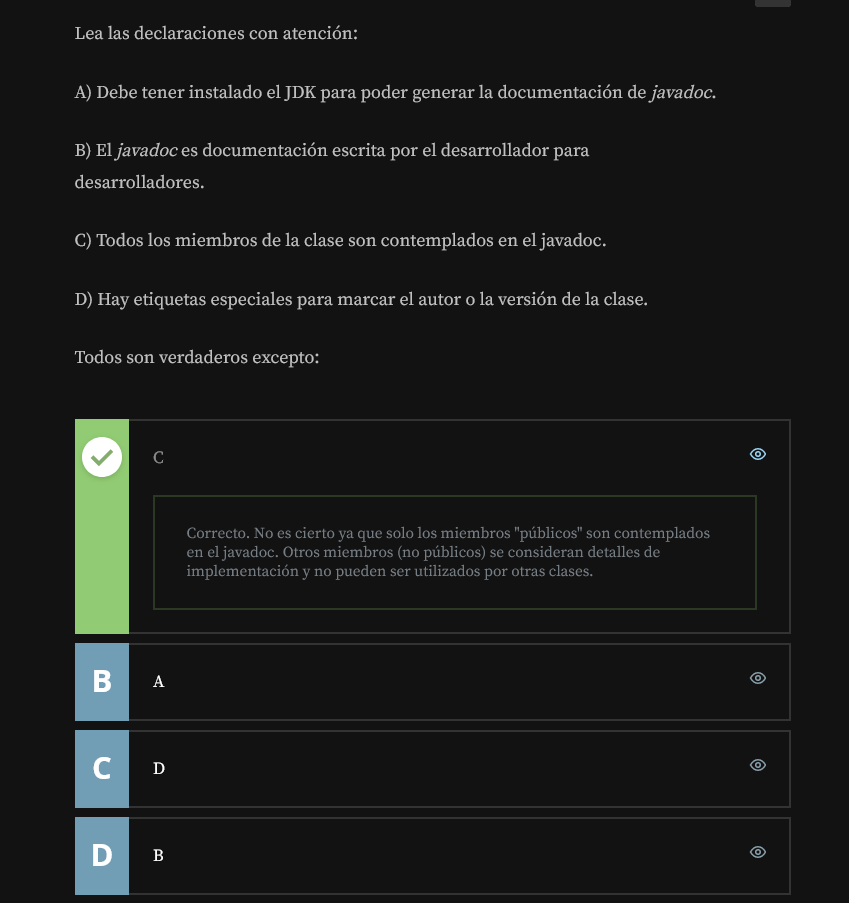 Lea las declaraciones con atención:
A) Debe tener instalado el JDK para poder generar la documentación de javadoc.
B) El javadoc es documentación escrita por el desarrollador para
desarrolladores.
C) Todos los miembros de la clase son contemplados en el javadoc.
D) Hay etiquetas especiales para marcar el autor o la versión de la clase.
Todos son verdaderos excepto:
C
Correcto. No es cierto ya que solo los miembros "públicos" son contemplados
en el javadoc. Otros miembros (no públicos) se consideran detalles de
implementación y no pueden ser utilizados por otras clases.
B A
C D
D B